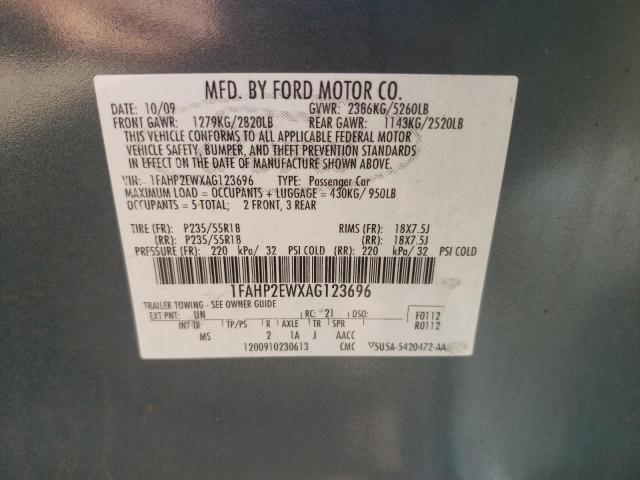 MFD. BY FORD MOTOR CO.
DATE: 10/09 GVWR: 2386KG/5260LB
FRONT GAWR: 1279KG/2820LB REAR GAWR: 1143KG/2520LB
THIS VEHICLE CONFORMS TO ALL APPLICABLE FEDERAL MOTOR
VEHICLE SAFETY, BUMPER, AND THEFT PREVENTION STANDARDS
IN EFFECT ON THE DATE OF MANUFACTURE SHOWN ABOVE.
VIN: 1FAHP2EWXAG123696 TYPE: Passenger Car
MAXIMUM LOAD = OCCUPANTS + LUGGAGE = 430KG/ 950LB
OCCUPANTS = 5 TOTAL; 2 FRONT, 3 REAR
TIRE (FR): P235/55R18 RIMS (FR): 18X7.5J
(RR): P235/55R18 (RR): 18X7.5J
PRESSURE (FR): 220 kPa/ 32 PSI COLD (RR): 220 kPa/ 32 PSI COLD
1FAHP2EWXAG123696
TRAILER TOWING - SEE OWNER GUIDE
EXT PNT: UN RC: 21 DSO: F0112
INT TR TP/PS R AXLE TR SPR R0112
MS 2 1A J AACC
1200910230613 CMC 5U5A-5420472-AA